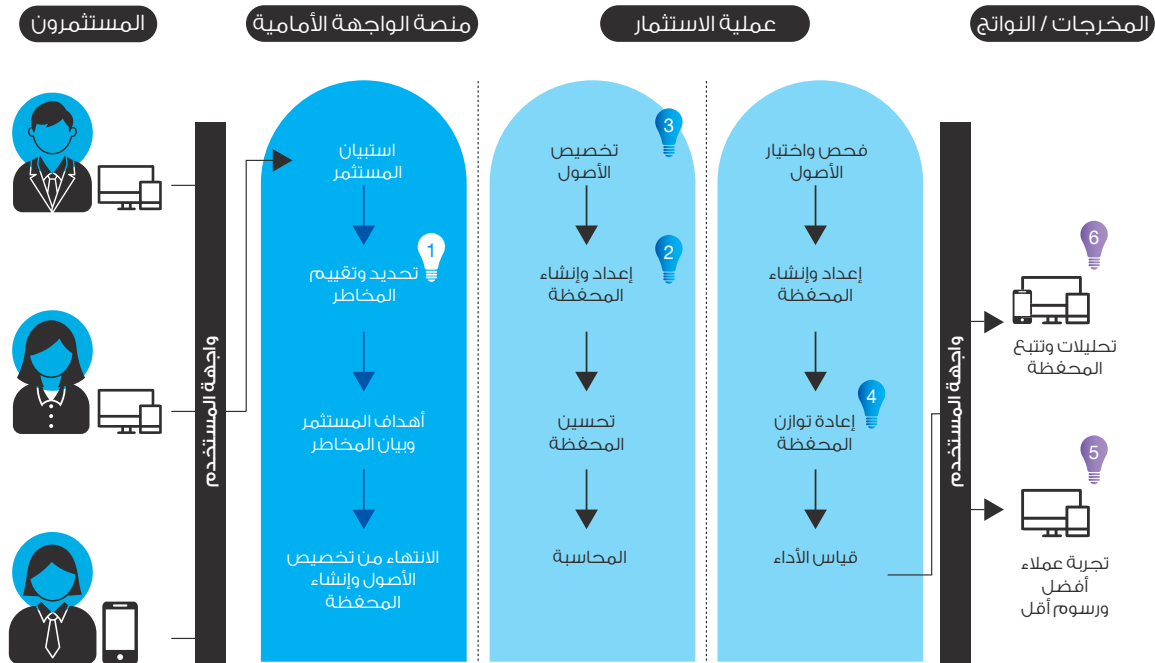 المستثمرون
منصة الواجهة الأمامية
عملية الاستثمار
المخرجات / النواتج
واجهة المستخدم
استبيان
المستثمر
1
تحديد وتقييم
المخاطر
أهداف المستثمر
وبيان المخاطر
الانتهاء من تخصيص
الأصول وإنشاء
المحفظة
3
تخصيص
الأصول
2
إعداد وإنشاء
المحفظة
تحسين
المحفظة
المحاسبة
فحص واختيار
الأصول
إعداد وإنشاء
المحفظة
4
إعادة توازن
المحفظة
قياس الأداء
واجهة المستخدم
6
تحليلات وتتبع
المحفظة
5
تجربة عملاء
أفضل
ورسوم أقل